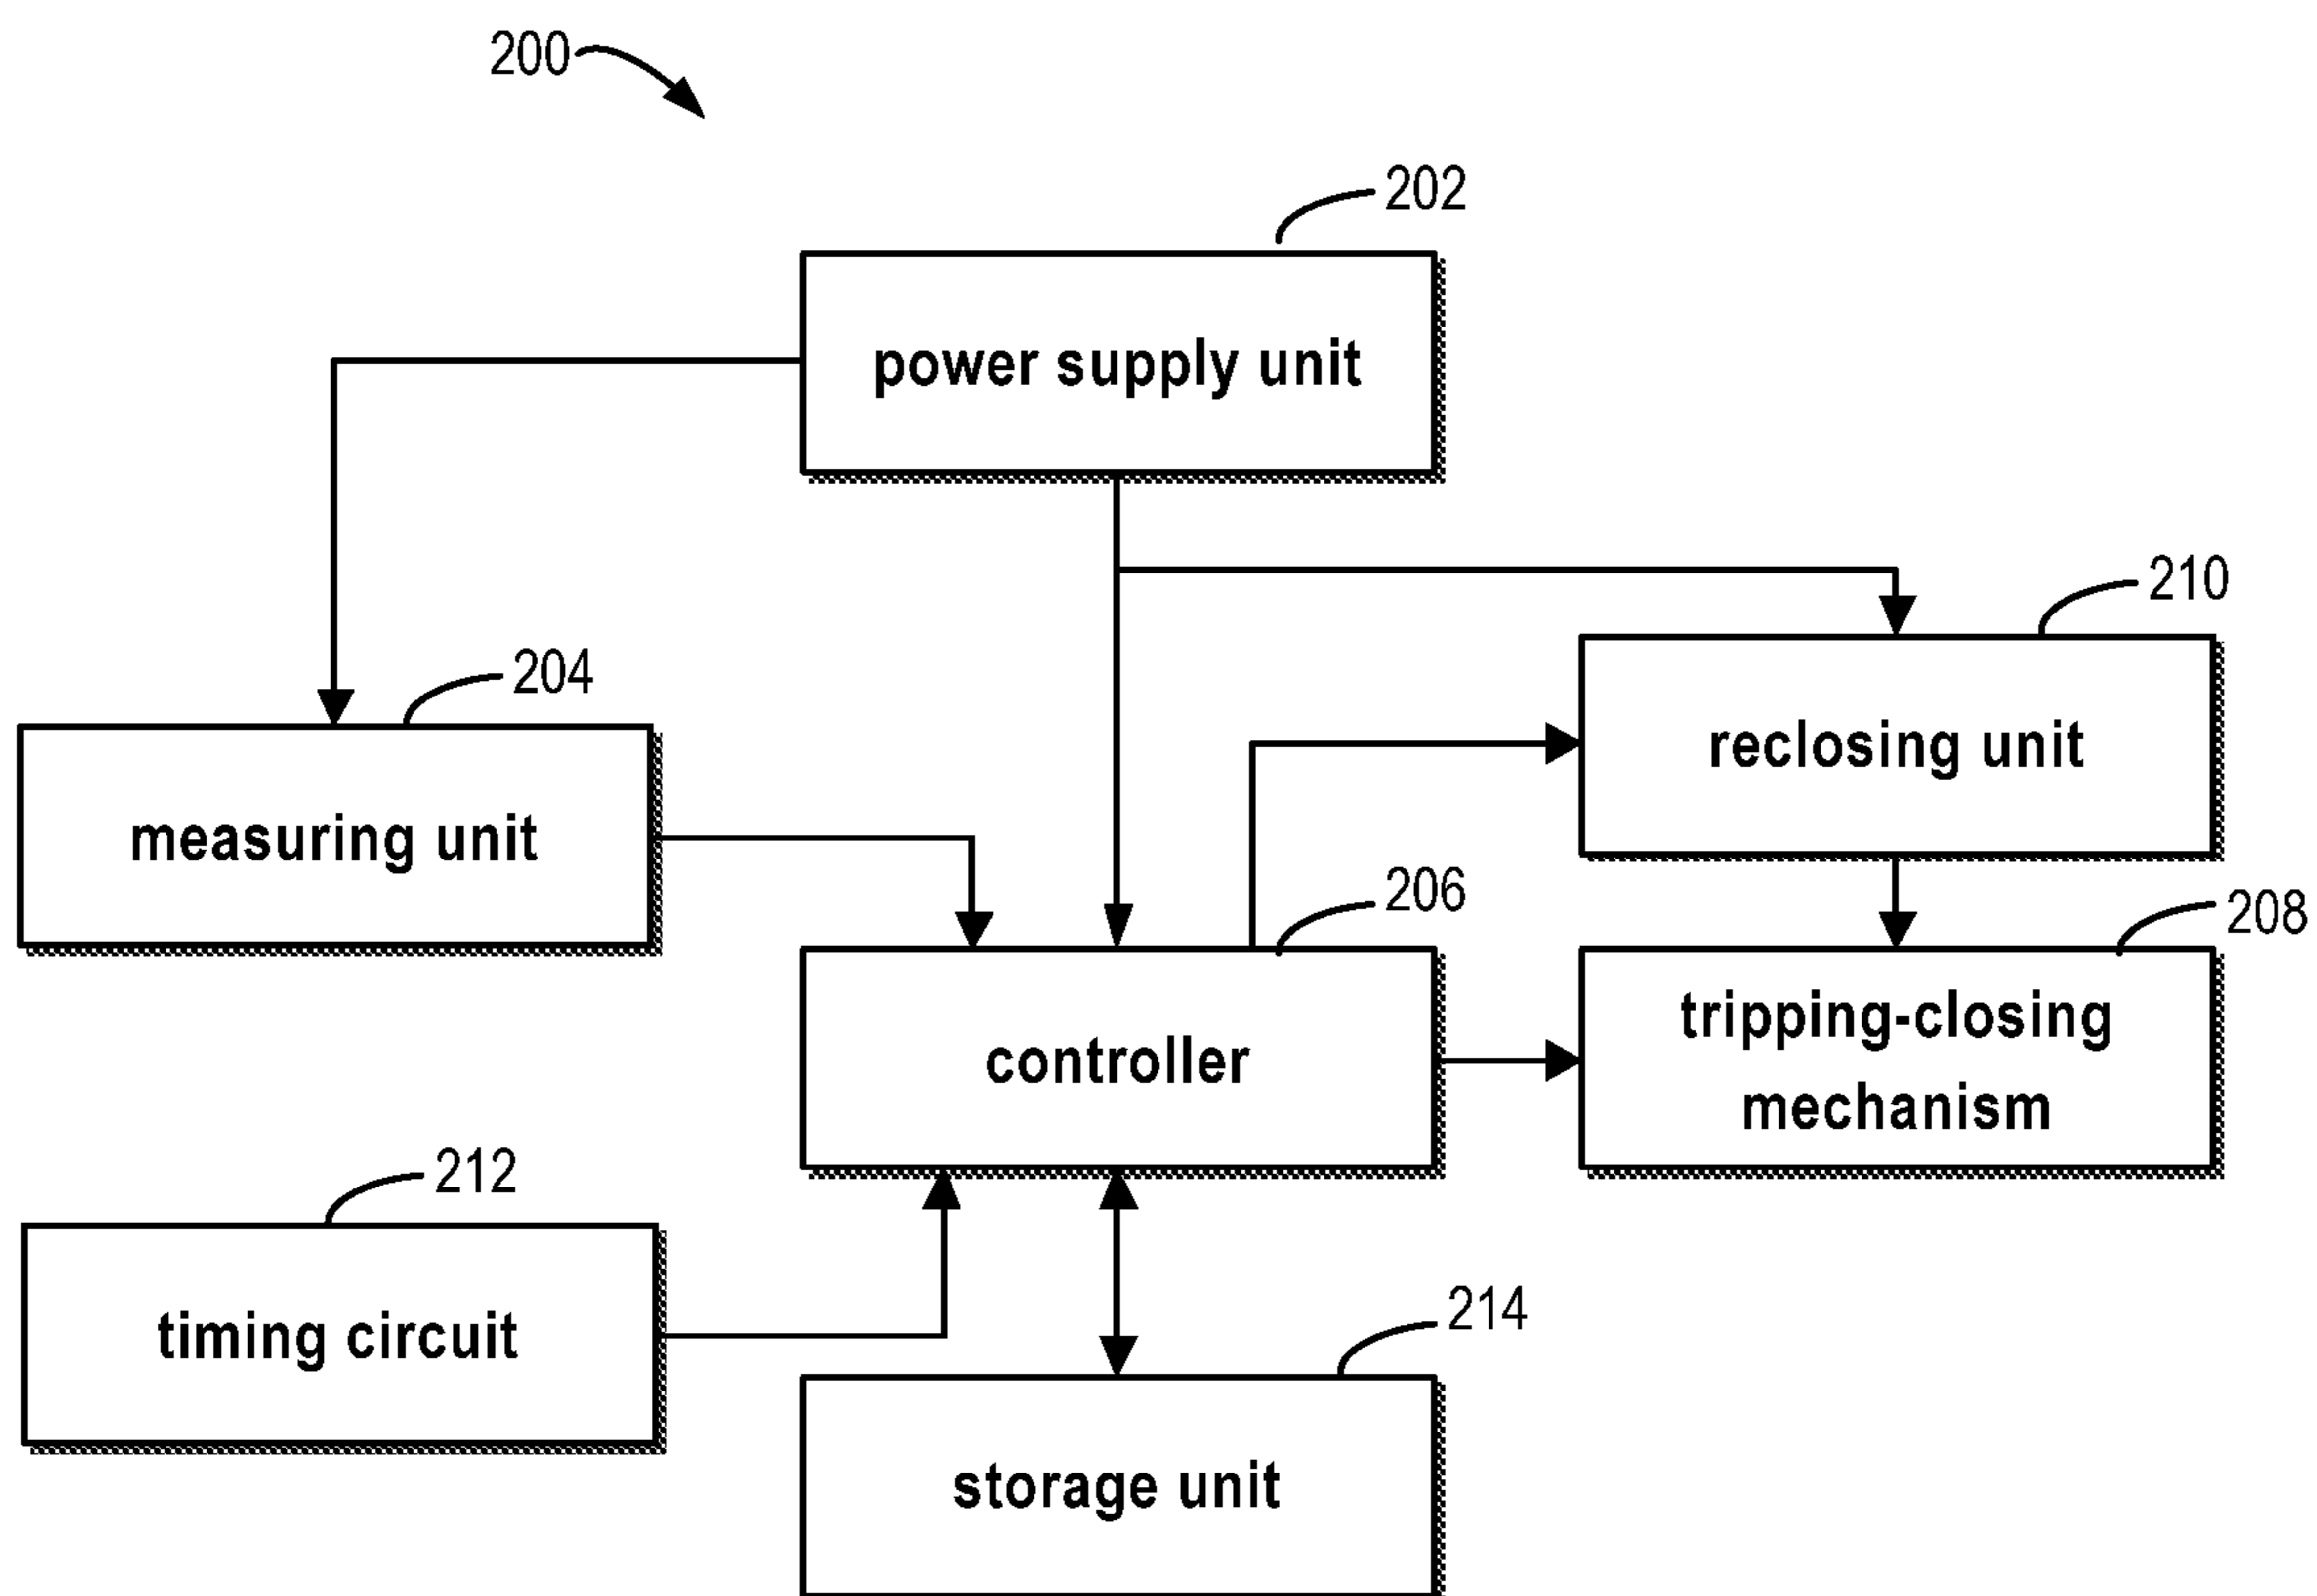 200
202
power supply unit
210
204
reclosing unit
measuring unit
206
208
tripping-closing
mechanism
controller
212
timing circuit
214
storage unit